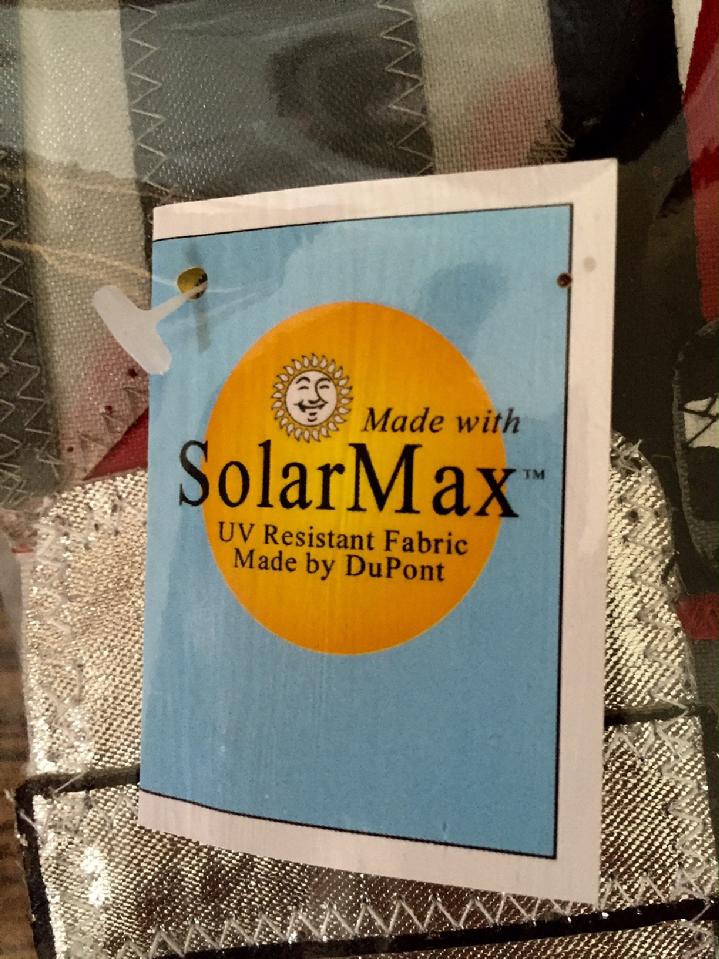 Made with
SolarMax™
UV Resistant Fabric
Made by DuPont